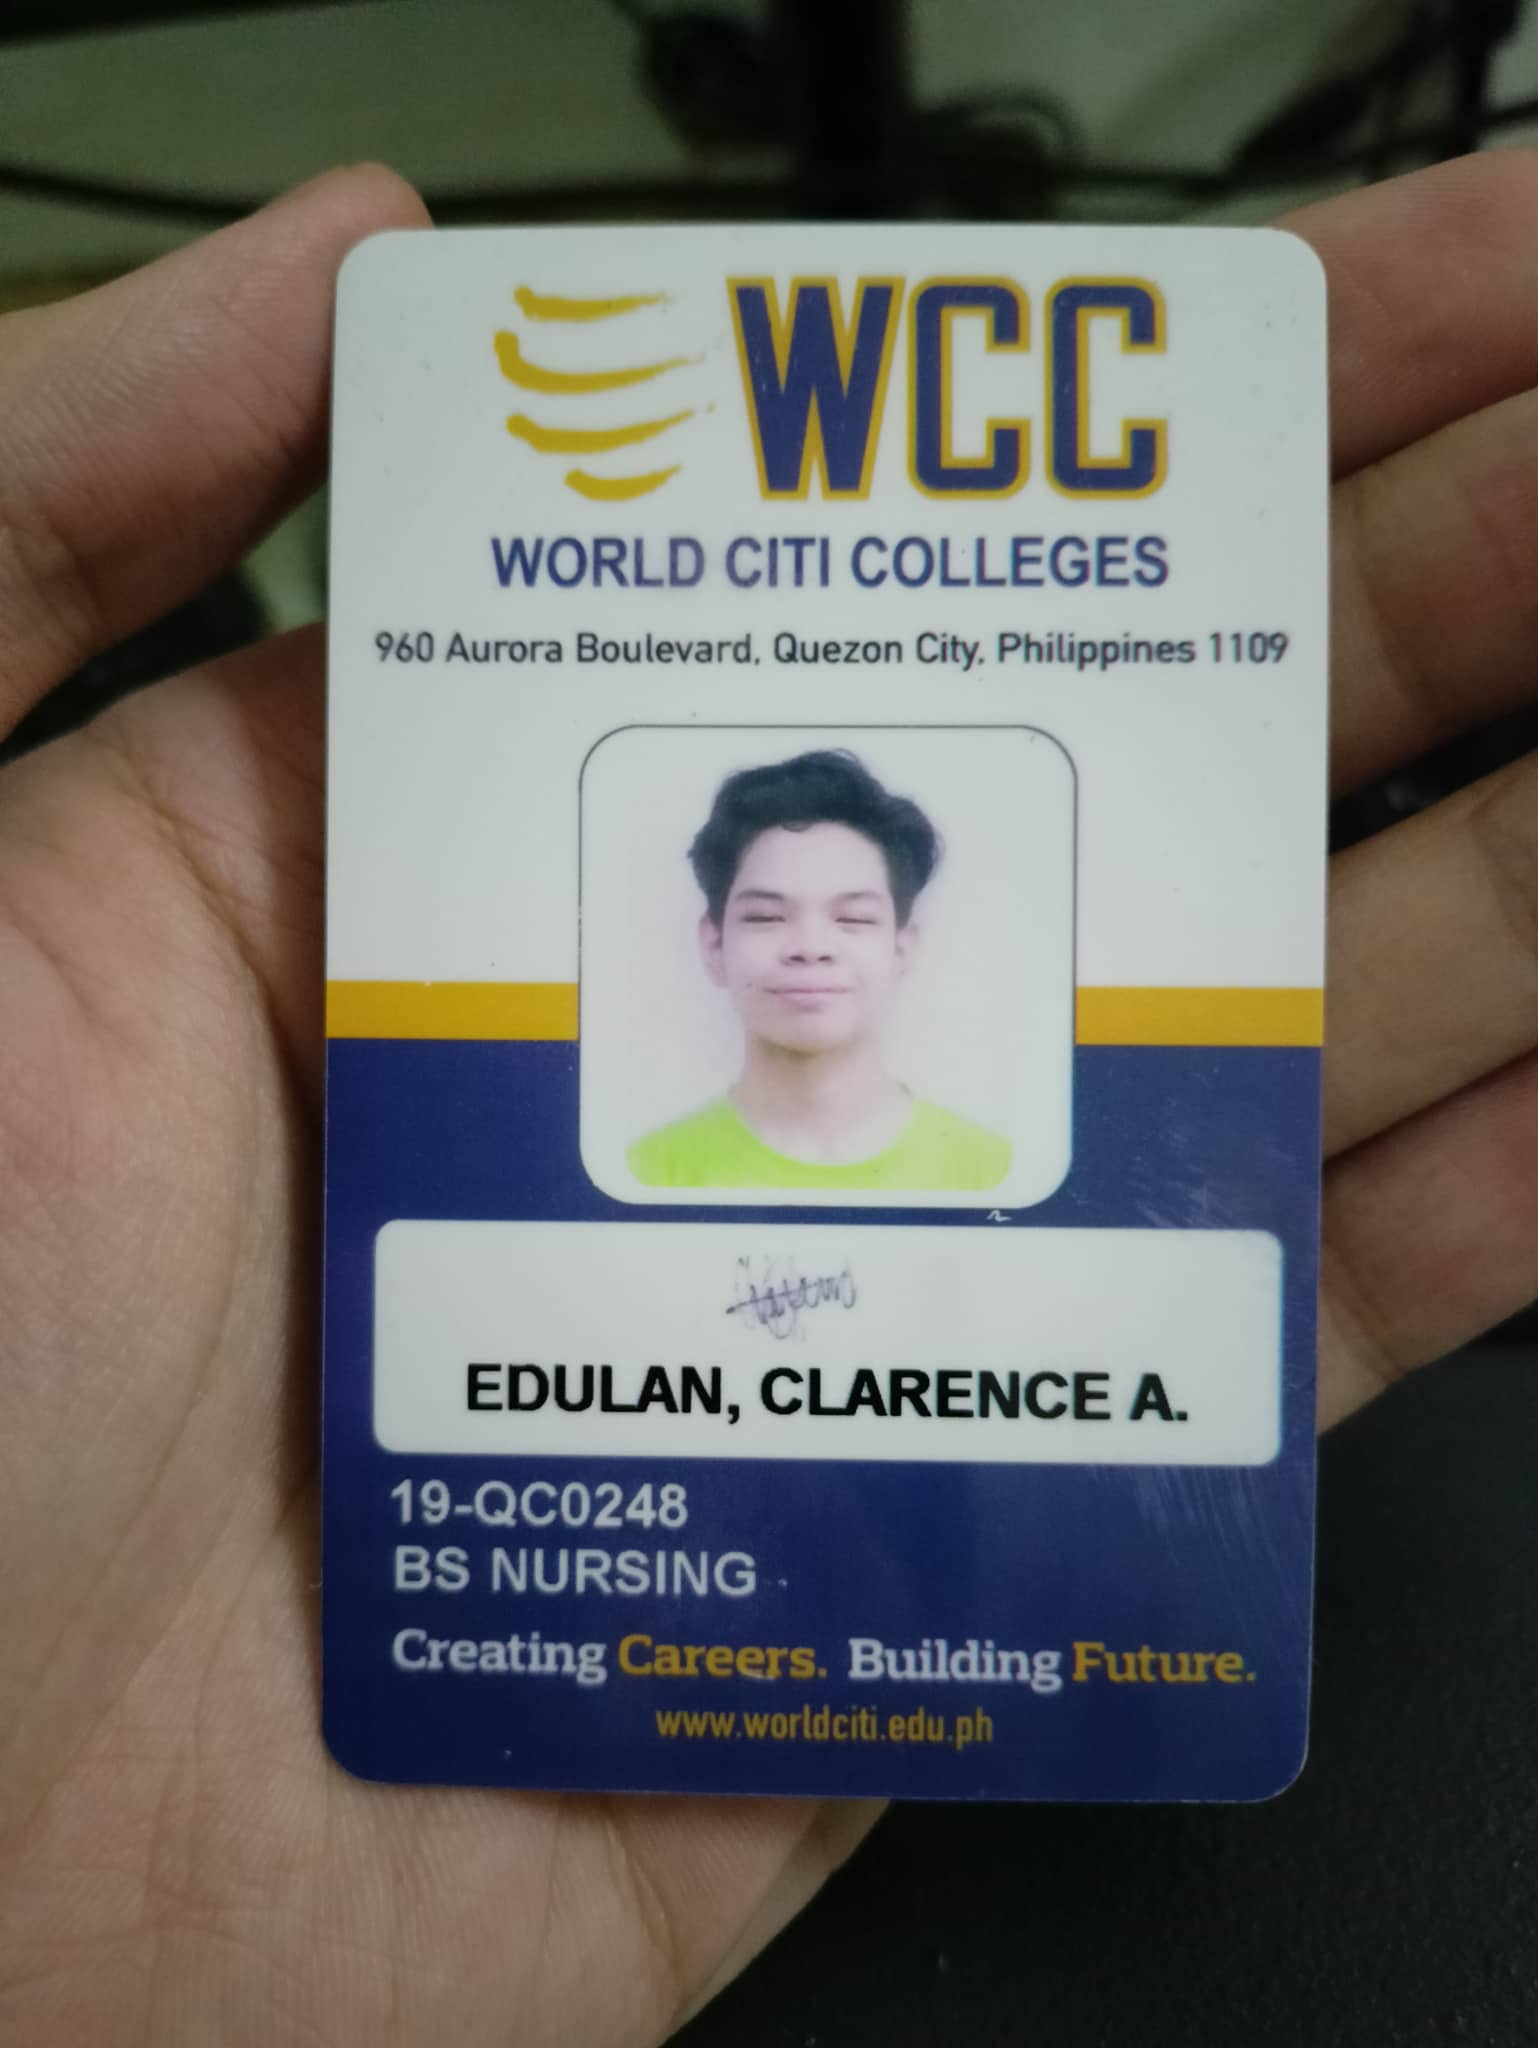 WCC
WORLD CITI COLLEGES
960 Aurora Boulevard, Quezon City, Philippines 1109
EDULAN, CLARENCE A.
19-QC0248
BS NURSING
Creating Careers. Building Future.
www.worldciti.edu.ph